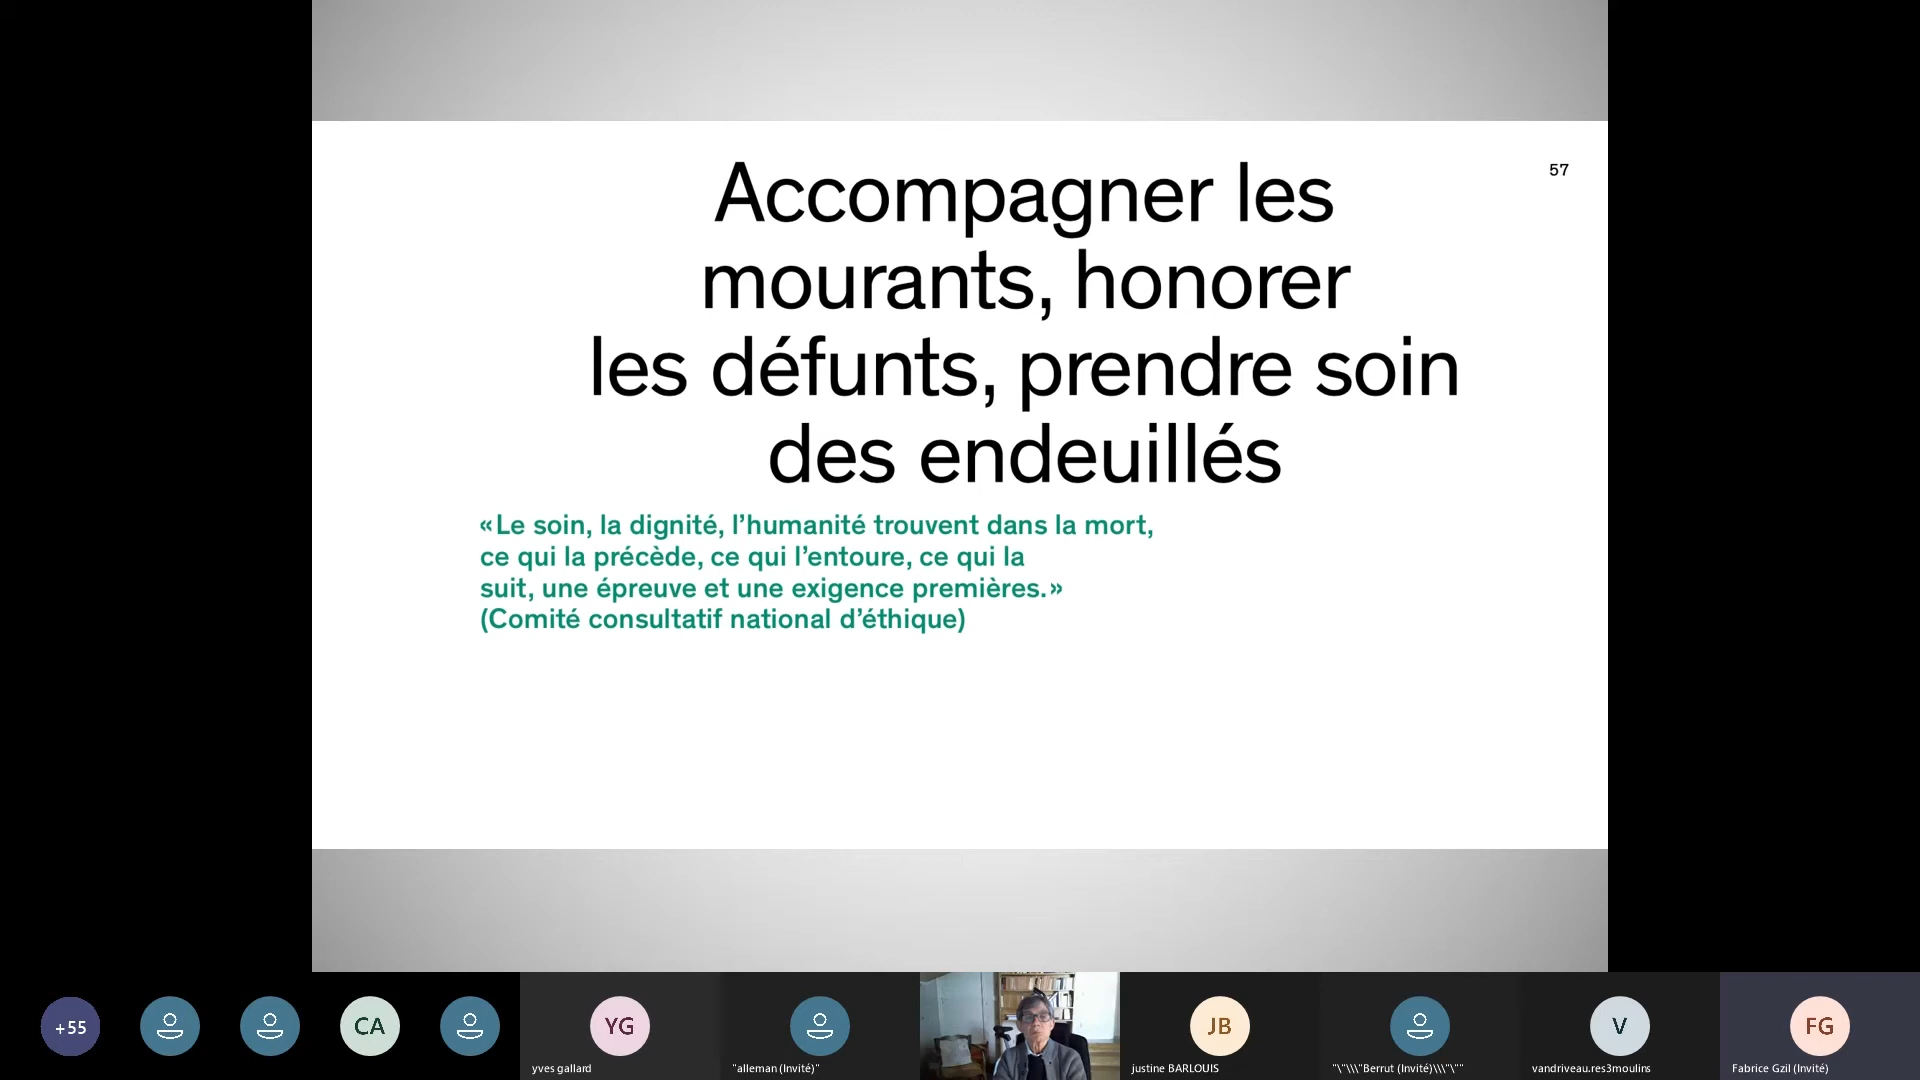 57
Accompagner les
mourants, honorer
les défunts, prendre soin
des endeuillés
«Le soin, la dignité, l’humanité trouvent dans la mort,
ce qui la précède, ce qui l’entoure, ce qui la
suit, une épreuve et une exigence premières.»
(Comité consultatif national d’éthique)
+55
CA
YG
JB
V
FG
yves gallard
"alleman (Invité)"
justine BARLOUIS
"\"\\\"Berrut (Invité)\\\"\""
vandriveau.res3moulins
Fabrice Gzil (Invité)